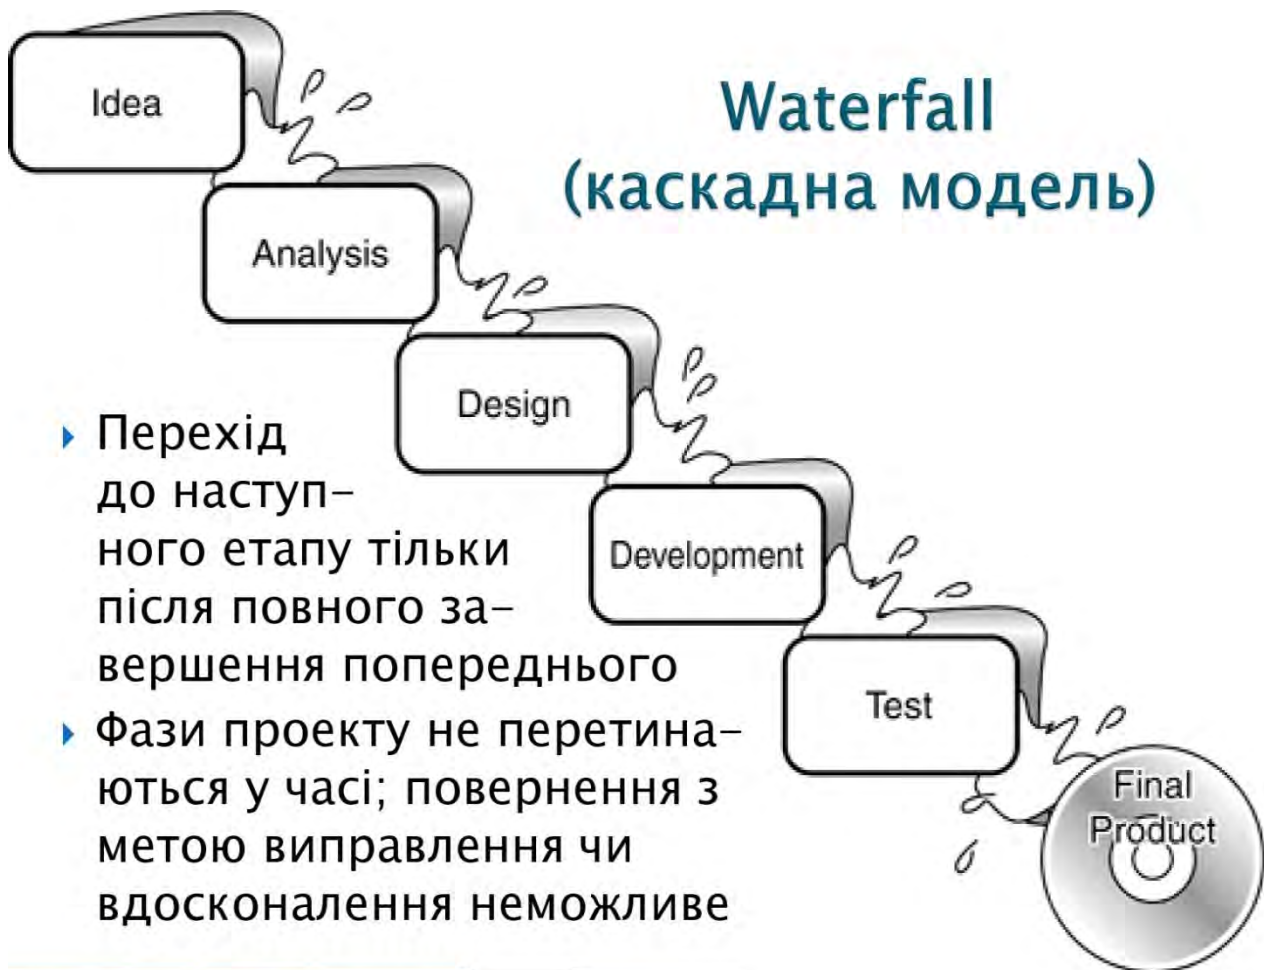 Waterfall
(каскадна модель)
Idea
Analysis
Design
Development
Test
Final
Product
Перехід
до наступ-
ного етапу тільки
після повного за-
вершення попереднього
Фази проекту не перетина-
ються у часі; повернення з
метою виправлення чи
вдосконалення неможливе